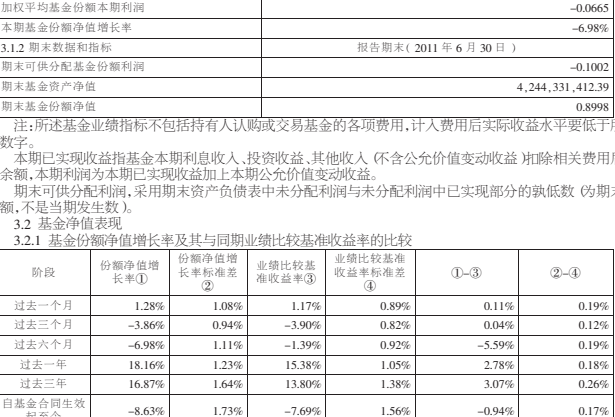 加权平均基金份额本期利润 -0.0665
本期基金份额净值增长率 -6.98%
3.1.2 期末数据和指标 报告期末( 2011 年 6 月 30 日 )
期末可供分配基金份额利润 -0.1002
期末基金资产净值 4,244,331,412.39
期末基金份额净值 0.8998
注:所述基金业绩指标不包括持有人认购或交易基金的各项费用,计入费用后实际收益水平要低于
数字。
本期已实现收益指基金本期利息收入、投资收益、其他收入 (不含公允价值变动收益)扣除相关费用
余额,本期利润为本期已实现收益加上本期公允价值变动收益。
期末可供分配利润,采用期末资产负债表中未分配利润与未分配利润中已实现部分的孰低数 (为期末
额,不是当期发生数)。
3.2 基金净值表现
3.2.1 基金份额净值增长率及其与同期业绩比较基准收益率的比较
阶段 份额净值增长率① 份额净值增长率标准差② 业绩比较基准收益率③ 业绩比较基准收益率标准差④ ①-③ ②-④
过去一个月 1.28% 1.08% 1.17% 0.89% 0.11% 0.19%
过去三个月 -3.86% 0.94% -3.90% 0.82% 0.04% 0.12%
过去六个月 -6.98% 1.11% -1.39% 0.92% -5.59% 0.19%
过去一年 18.16% 1.23% 15.38% 1.05% 2.78% 0.18%
过去三年 16.87% 1.64% 13.80% 1.38% 3.07% 0.26%
自基金合同生效 -8.63% 1.73% -7.69% 1.56% -0.94% 0.17%